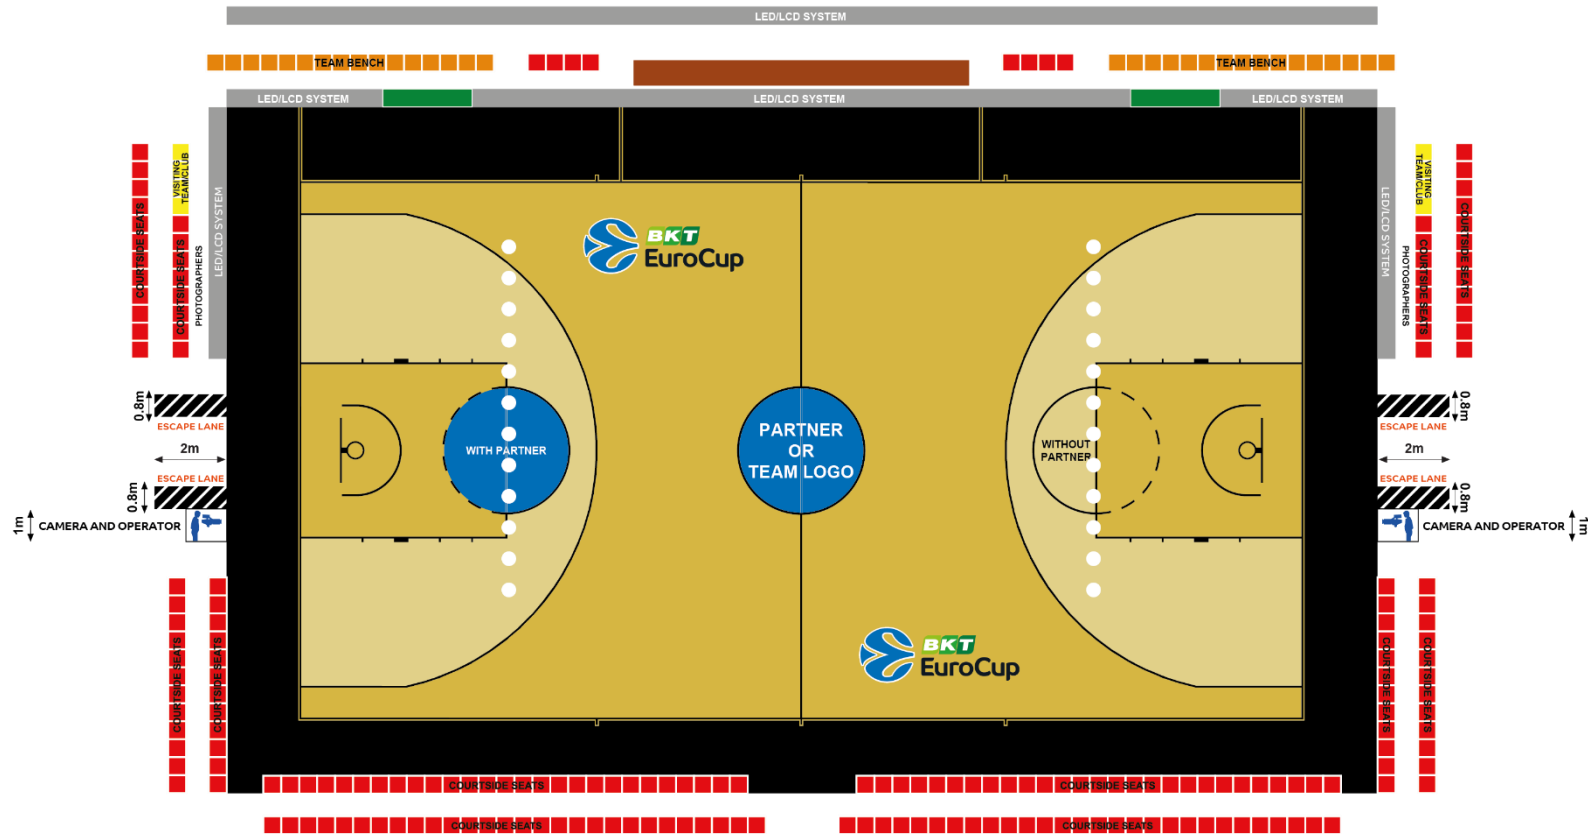 LED/LCD SYSTEM
TEAM BENCH
TEAM BENCH
LED/LCD SYSTEM
LED/LCD SYSTEM
LED/LCD SYSTEM
COURTSIDE SEATS
VISITING
TEAM/CLUB
COURTSIDE SEATS
PHOTOGRAPHERS
LED/LCD SYSTEM
BKT
EuroCup
LED/LCD SYSTEM
PHOTOGRAPHERS
VISITING
TEAM/CLUB
COURTSIDE SEATS
COURTSIDE SEATS
0.8m
ESCAPE LANE
2m
ESCAPE LANE
0.8m
1m
CAMERA AND OPERATOR
WITH PARTNER
PARTNER
OR
TEAM LOGO
WITHOUT
PARTNER
0.8m
ESCAPE LANE
2m
ESCAPE LANE
0.8m
CAMERA AND OPERATOR
1m
COURTSIDE SEATS
COURTSIDE SEATS
BKT
EuroCup
COURTSIDE SEATS
COURTSIDE SEATS
COURTSIDE SEATS
COURTSIDE SEATS
COURTSIDE SEATS
COURTSIDE SEATS